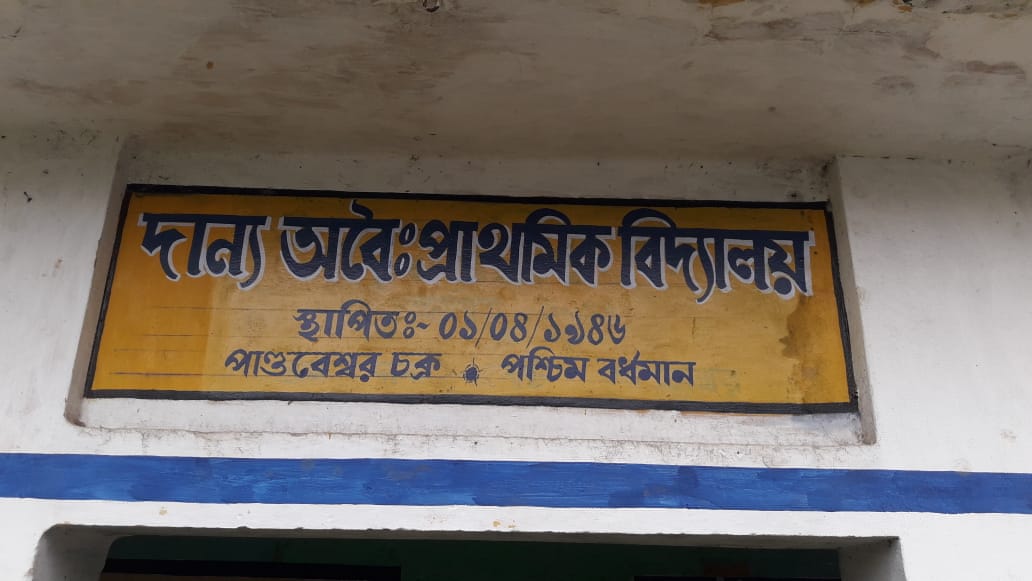 দান্য অবৈঃ প্রাথমিক বিদ্যালয়
স্থাপিতঃ- ০১/০৪/১৯৪৬
পাণ্ডবেশ্বর চক্র পশ্চিম বর্ধমান